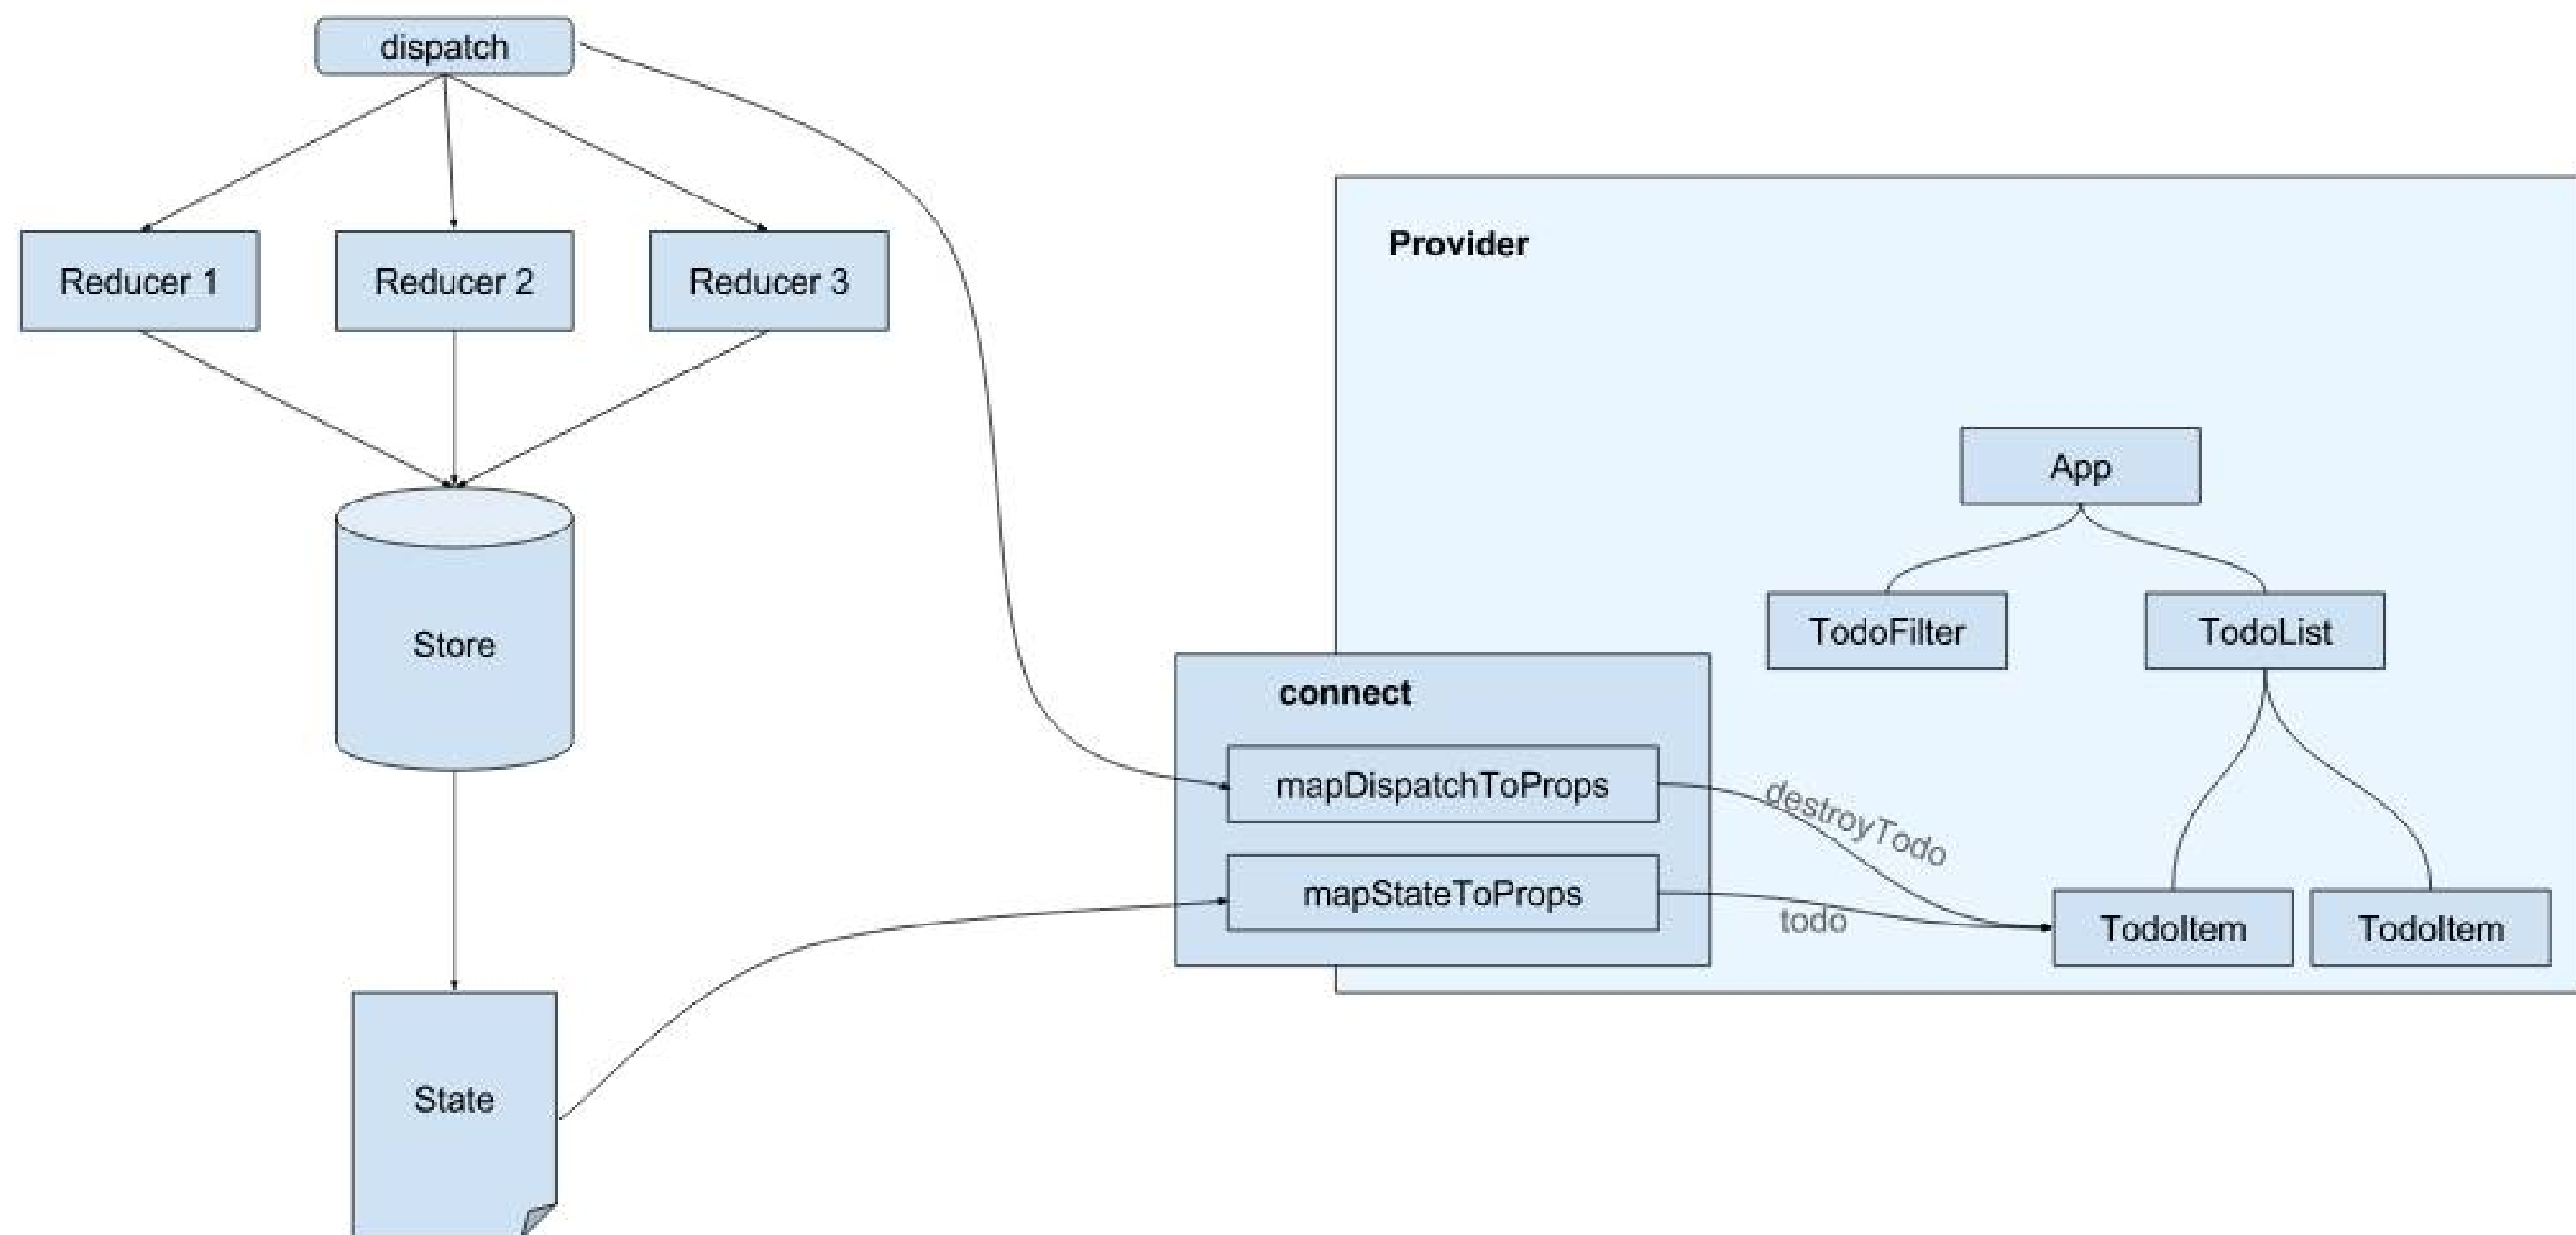 dispatch
Reducer 1
Reducer 2
Reducer 3
Store
State
Provider
App
TodoFilter
TodoList
connect
mapDispatchToProps
mapStateToProps
destroyTodo
todo
TodoItem
TodoItem